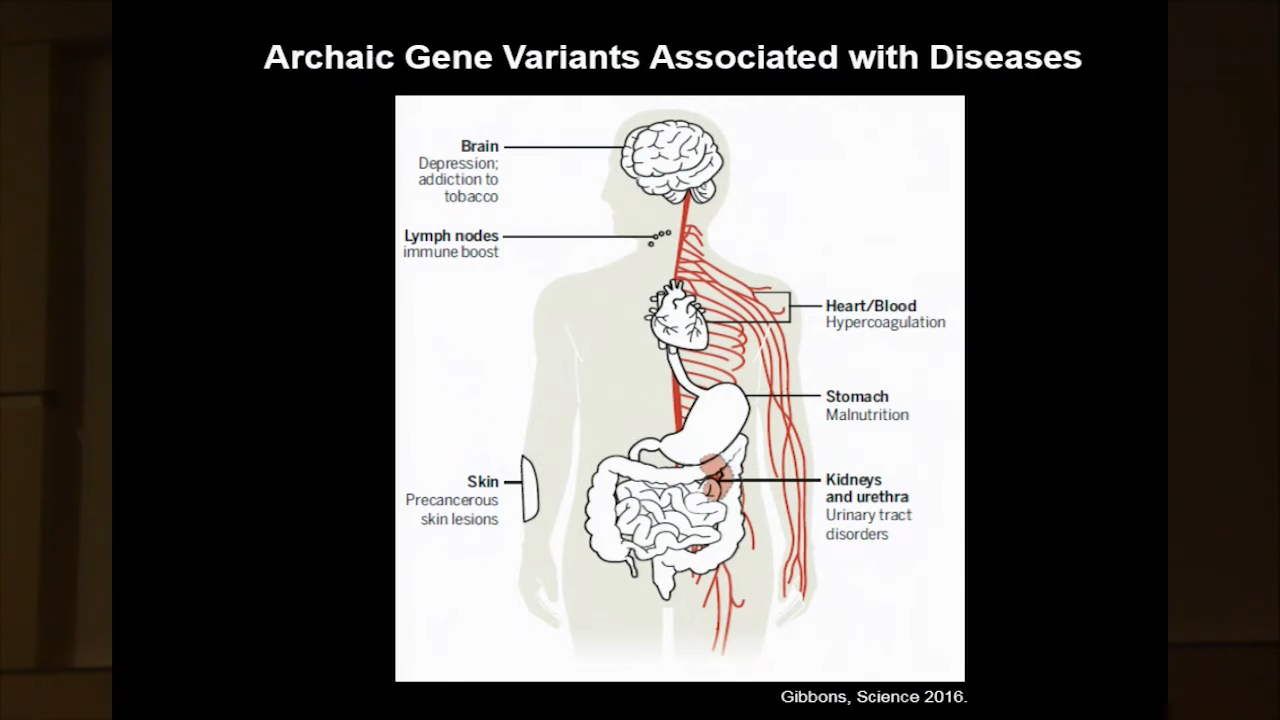 Archaic Gene Variants Associated with Diseases
Brain
Depression;
addiction to
tobacco
Lymph nodes
immune boost
Heart/Blood
Hypercoagulation
Stomach
Malnutrition
Skin
Precancerous
skin lesions
Kidneys
and urethra
Urinary tract
disorders
Gibbons, Science 2016.